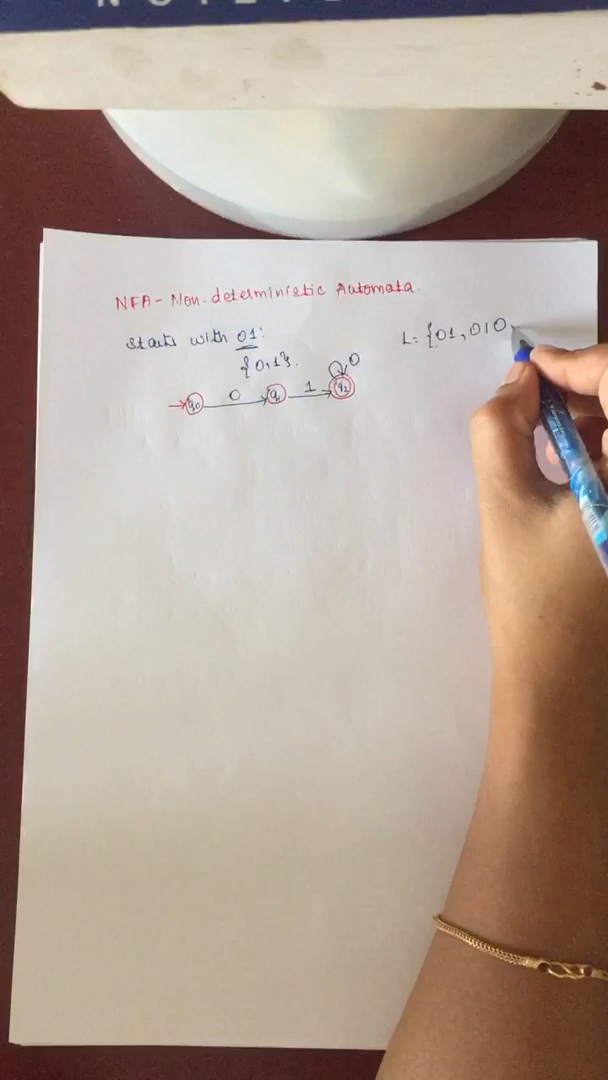 NFA - Non-deterministic Automata.
Starts with 01:
L = {01, 010,
{0,1}.
0
q0 0 q1 1 q2